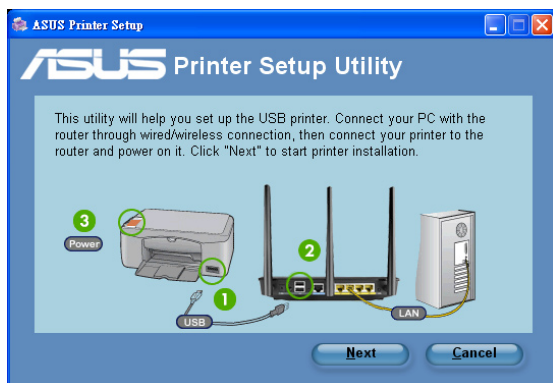 ASUS Printer Setup
ASUS Printer Setup Utility
This utility will help you set up the USB printer. Connect your PC with the
router through wired/wireless connection, then connect your printer to the
router and power on it. Click "Next" to start printer installation.
3
Power
2
1
USB
LAN
Next
Cancel